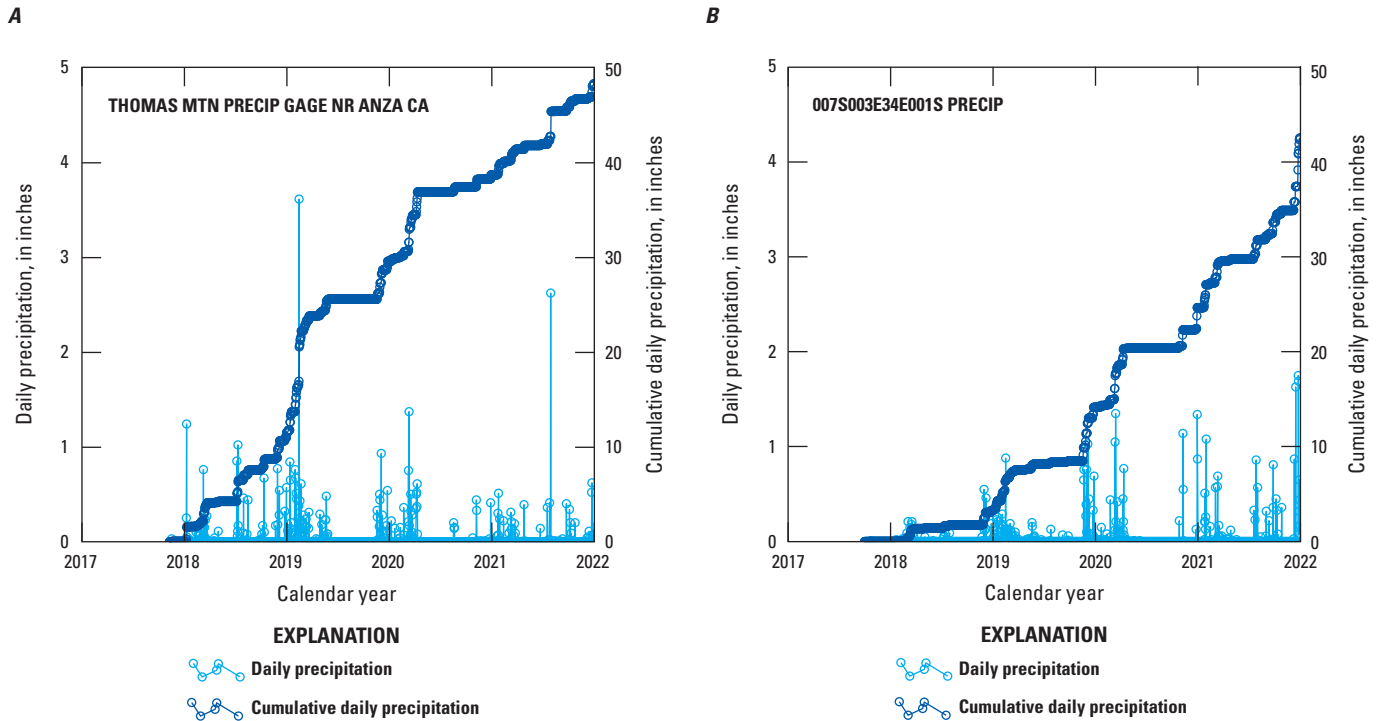 A
THOMAS MTN PRECIP GAGE NR ANZA CA
Daily precipitation, in inches
5
4
3
2
1
0
Cumulative daily precipitation, in inches
50
40
30
20
10
0
2017 2018 2019 2020 2021 2022
Calendar year
EXPLANATION
Daily precipitation
Cumulative daily precipitation
B
007S003E34E001S PRECIP
Daily precipitation, in inches
5
4
3
2
1
0
Cumulative daily precipitation, in inches
50
40
30
20
10
0
2017 2018 2019 2020 2021 2022
Calendar year
EXPLANATION
Daily precipitation
Cumulative daily precipitation